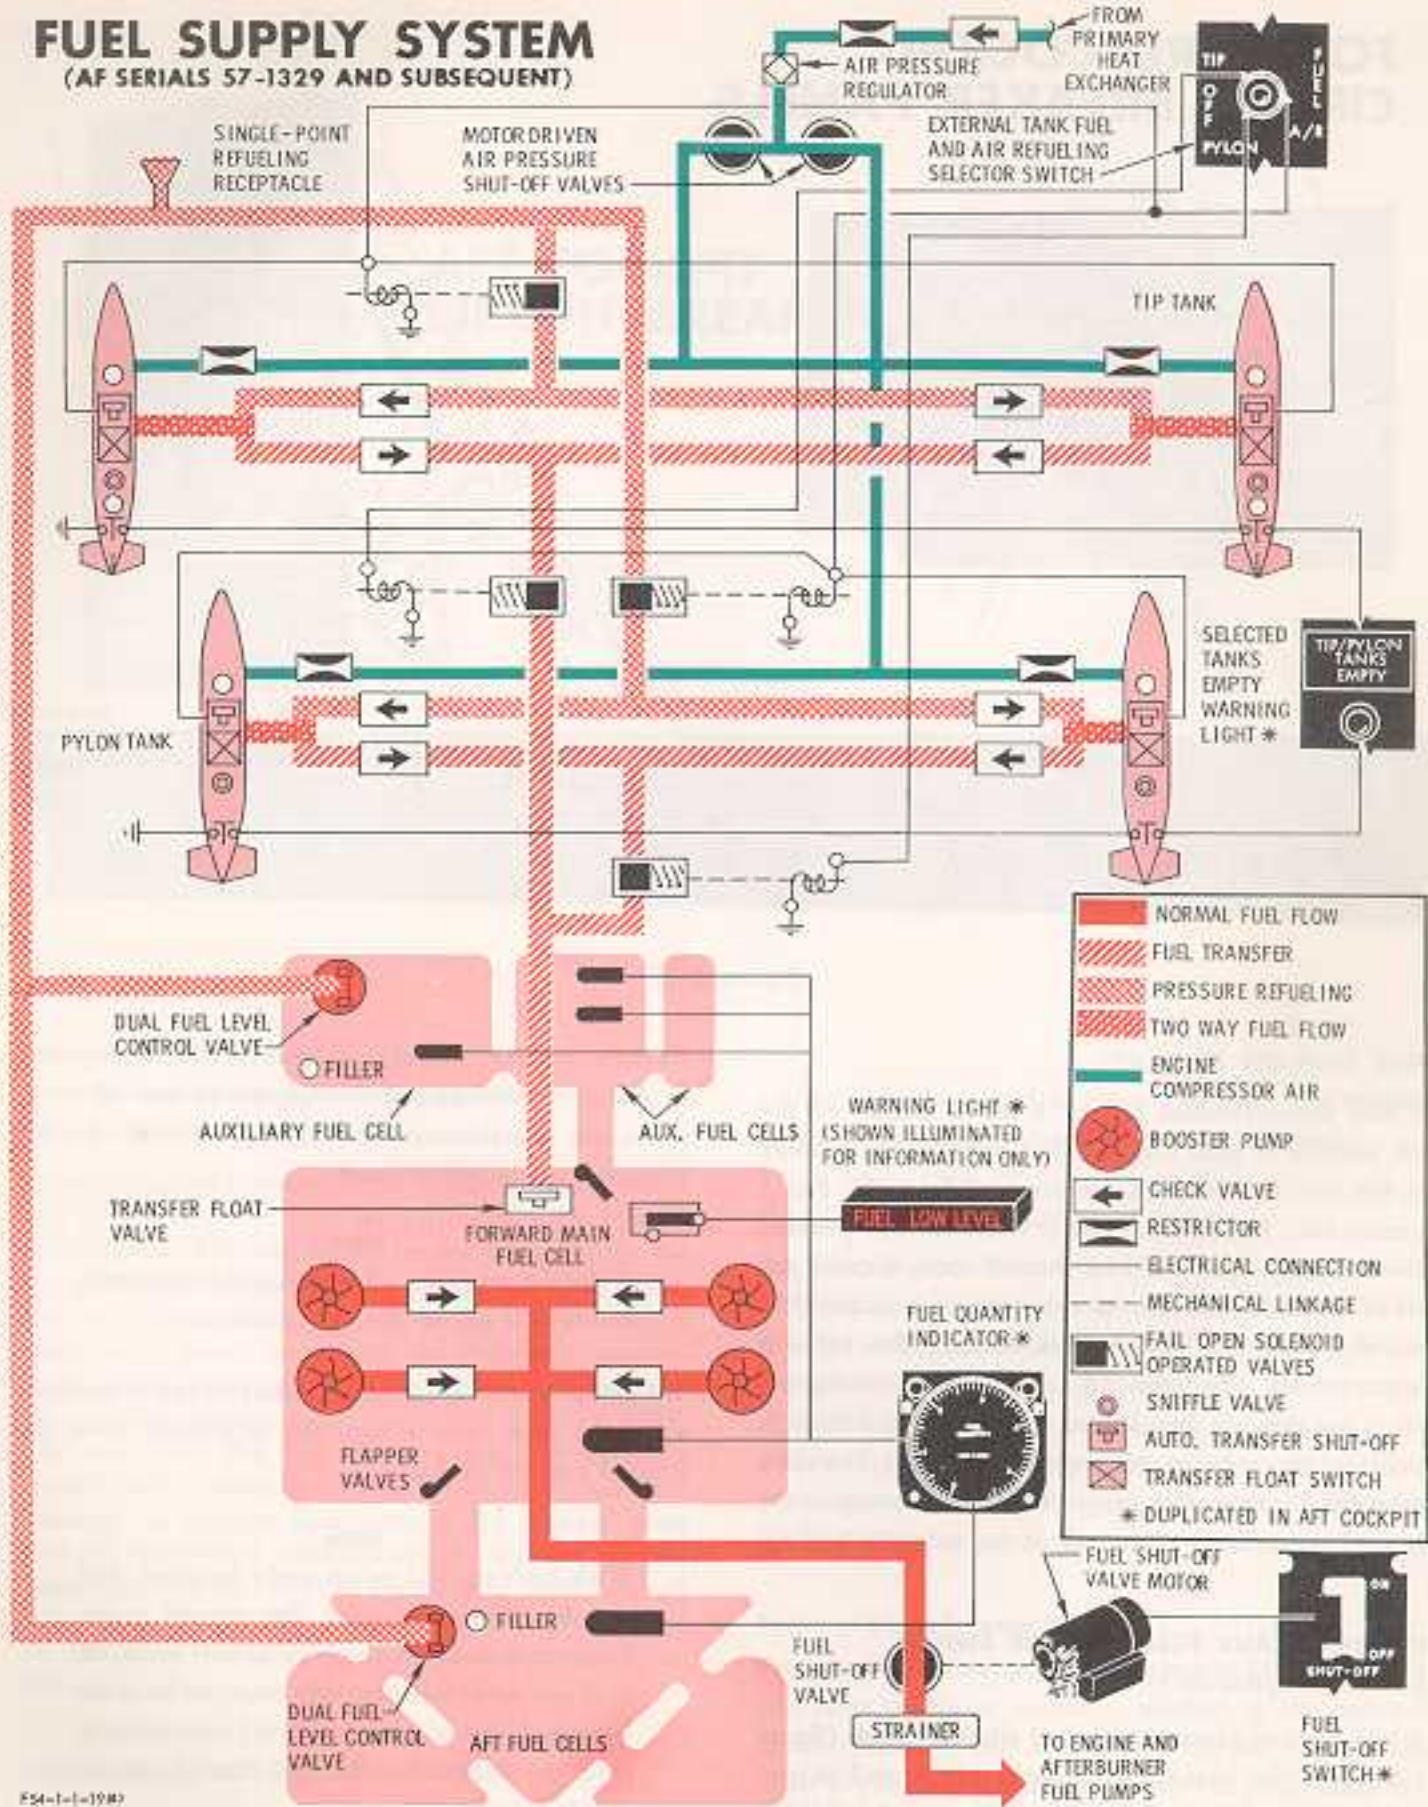 FUEL SUPPLY SYSTEM
(AF SERIALS 57-1329 AND SUBSEQUENT)
FROM
PRIMARY
HEAT
EXCHANGER
AIR PRESSURE
REGULATOR
TIP
OFF
PYLON
FUEL
A/R
SINGLE-POINT
REFUELING
RECEPTACLE
MOTOR DRIVEN
AIR PRESSURE
SHUT-OFF VALVES
EXTERNAL TANK FUEL
AND AIR REFUELING
SELECTOR SWITCH
TIP TANK
SELECTED
TANKS
EMPTY
WARNING
LIGHT *
TIP/PYLON
TANKS
EMPTY
PYLON TANK
NORMAL FUEL FLOW
FUEL TRANSFER
PRESSURE REFUELING
TWO WAY FUEL FLOW
ENGINE
COMPRESSOR AIR
BOOSTER PUMP
CHECK VALVE
RESTRICTOR
ELECTRICAL CONNECTION
MECHANICAL LINKAGE
FAIL OPEN SOLENOID
OPERATED VALVES
SNIFFLE VALVE
AUTO. TRANSFER SHUT-OFF
TRANSFER FLOAT SWITCH
* DUPLICATED IN AFT COCKPIT
DUAL FUEL LEVEL
CONTROL VALVE
FILLER
AUXILIARY FUEL CELL
AUX. FUEL CELLS
WARNING LIGHT *
(SHOWN ILLUMINATED
FOR INFORMATION ONLY)
FUEL LOW LEVEL
TRANSFER FLOAT
VALVE
FORWARD MAIN
FUEL CELL
FUEL QUANTITY
INDICATOR *
FLAPPER
VALVES
FUEL SHUT-OFF
VALVE MOTOR
ON
OFF
SHUT-OFF
FILLER
FUEL
SHUT-OFF
VALVE
DUAL FUEL
LEVEL CONTROL
VALVE
AFT FUEL CELLS
STRAINER
TO ENGINE AND
AFTERBURNER
FUEL PUMPS
FUEL
SHUT-OFF
SWITCH *